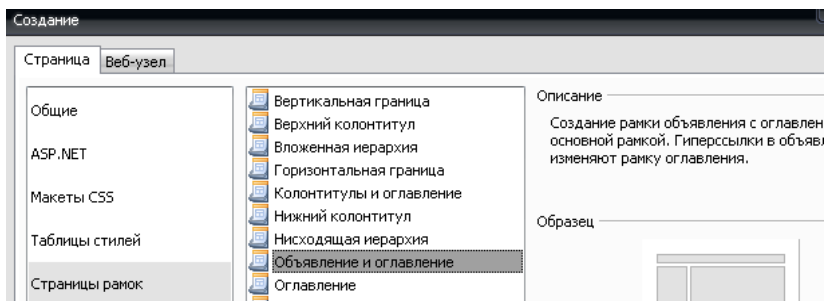 Создание
Страница
Веб-узел
Общие
ASP.NET
Макеты CSS
Таблицы стилей
Страницы рамок
Вертикальная граница
Верхний колонтитул
Вложенная иерархия
Горизонтальная граница
Колонтитулы и оглавление
Нижний колонтитул
Нисходящая иерархия
Объявление и оглавление
Оглавление
Описание
Создание рамки объявления с оглавлен
основной рамкой. Гиперссылки в объявл
изменяют рамку оглавления.
Образец